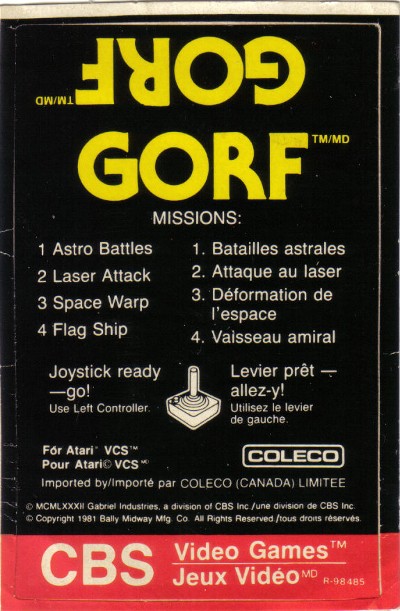 GORF TM/MD
GORF TM/MD
MISSIONS:
1 Astro Battles
2 Laser Attack
3 Space Warp
4 Flag Ship
1. Batailles astrales
2. Attaque au laser
3. Déformation de
l'espace
4. Vaisseau amiral
Joystick ready
—go!
Use Left Controller.
Levier prêt —
allez-y!
Utilisez le levier
de gauche.
For Atari® VCS™
Pour Atari© VCS MD
COLECO
Imported by/Importé par COLECO (CANADA) LIMITEE
© MCMLXXXII Gabriel Industries, a division of CBS Inc./une division de CBS Inc.
© Copyright 1981 Bally Midway Mfg. Co. All Rights Reserved./tous droits réservés.
CBS Video Games™
Jeux Vidéo MD
R-98485